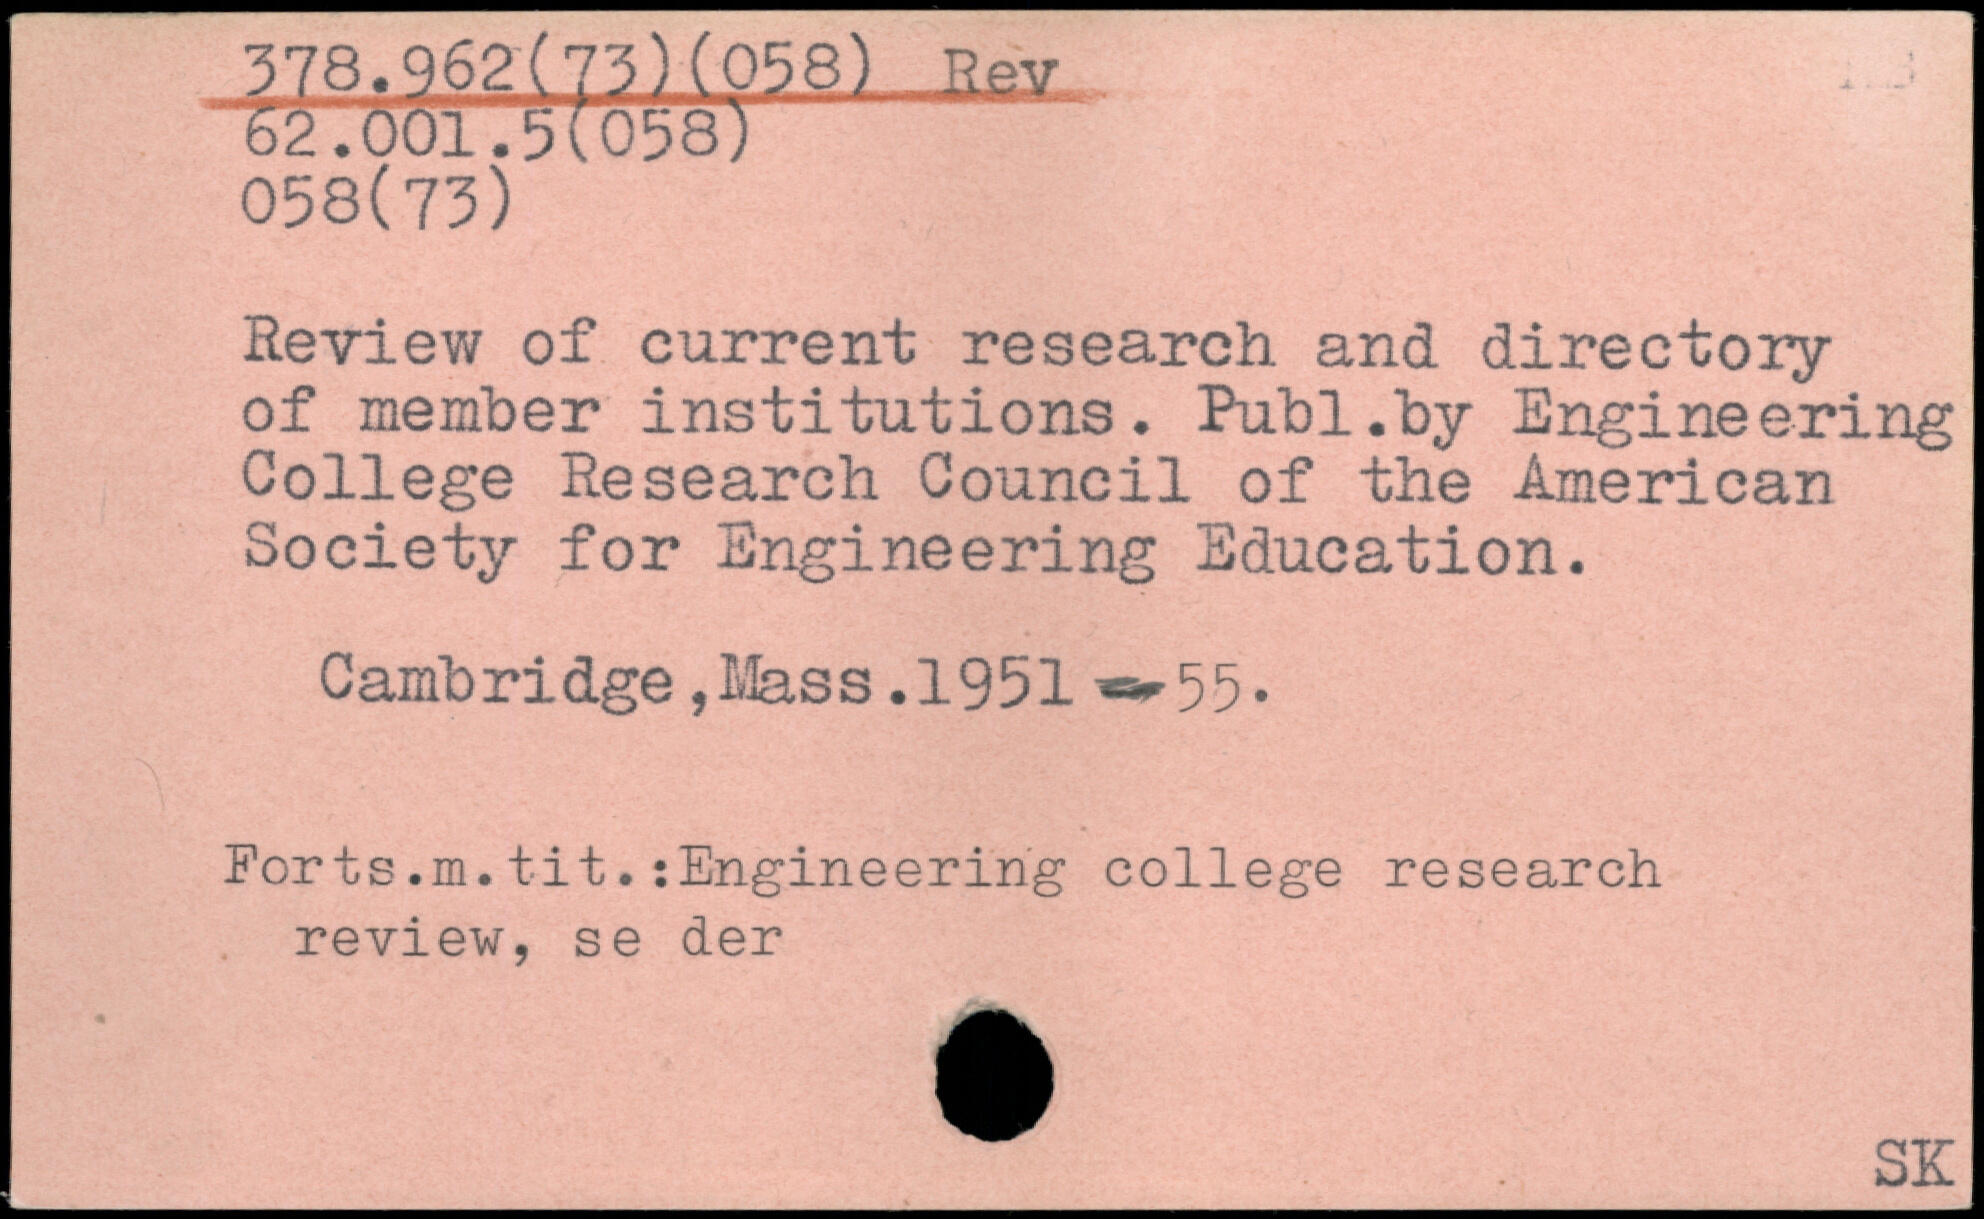 378.962(73)(058) Rev
62.001.5(058)
058(73)
Review of current research and directory
of member institutions. Publ.by Engineering
College Research Council of the American
Society for Engineering Education.
Cambridge,Mass.1951 - 55.
Forts.m.tit.:Engineering college research
review, se der
SK